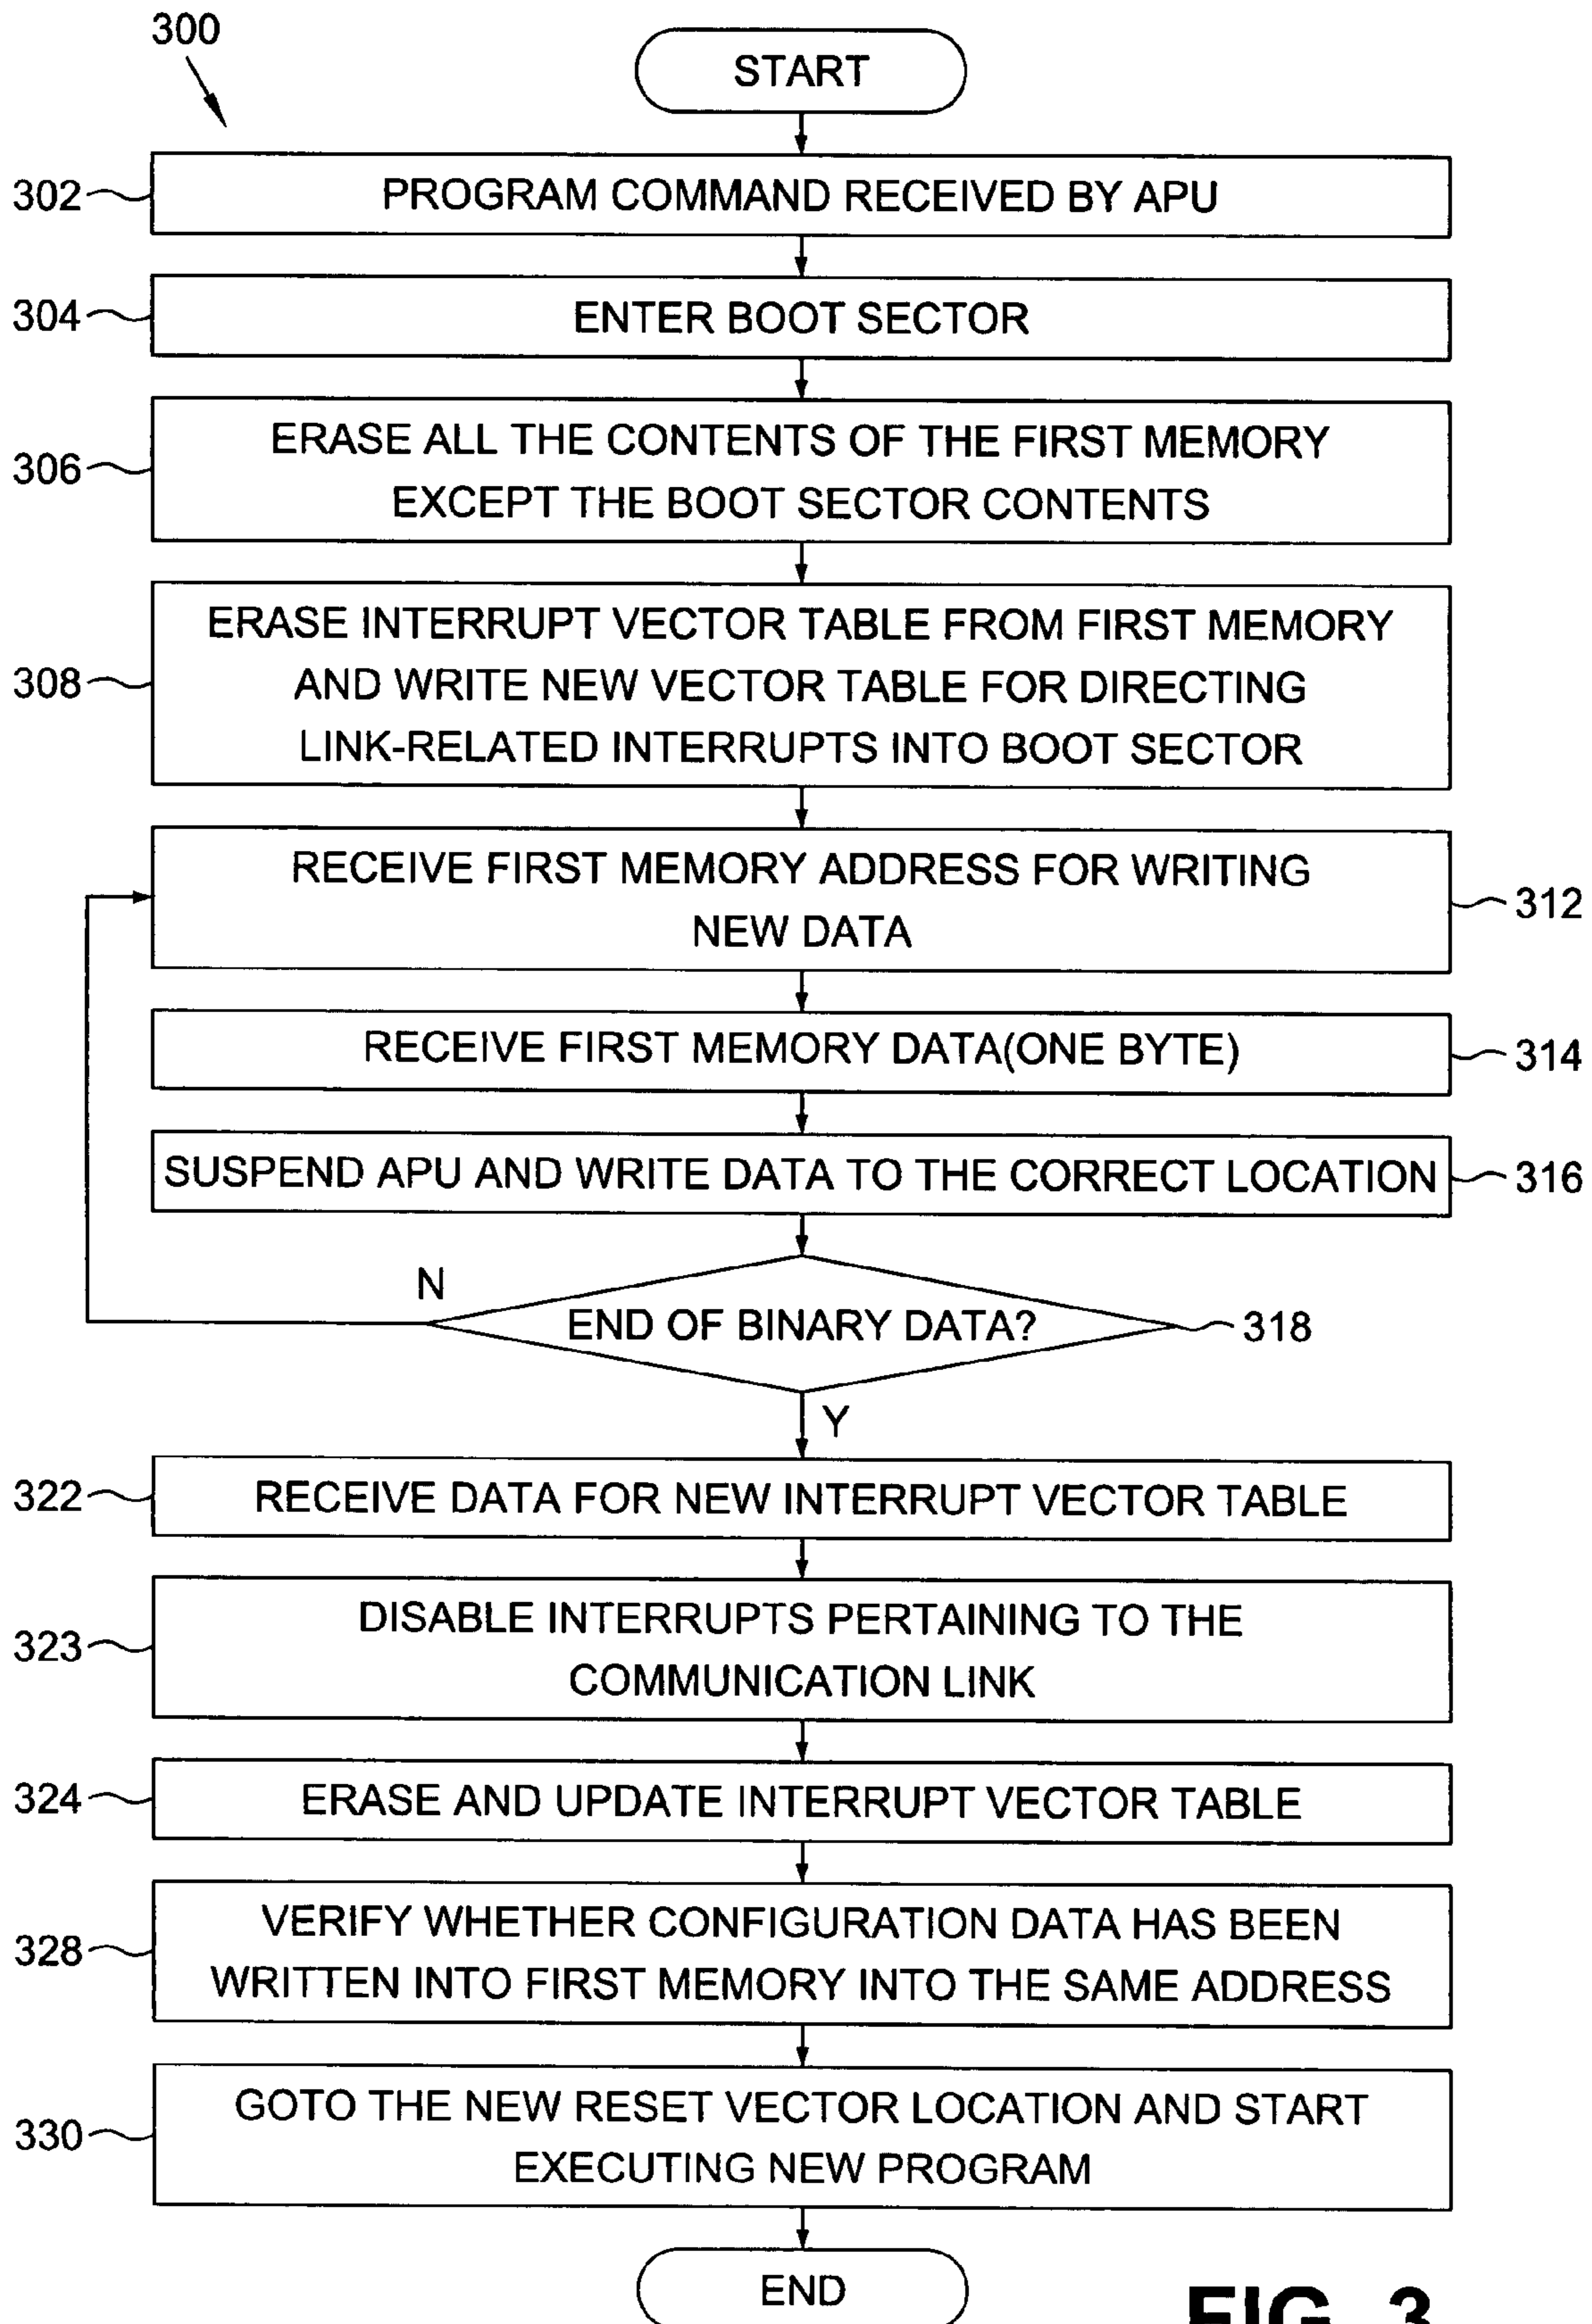 300
START
302
PROGRAM COMMAND RECEIVED BY APU
304
ENTER BOOT SECTOR
306
ERASE ALL THE CONTENTS OF THE FIRST MEMORY
EXCEPT THE BOOT SECTOR CONTENTS
308
ERASE INTERRUPT VECTOR TABLE FROM FIRST MEMORY
AND WRITE NEW VECTOR TABLE FOR DIRECTING
LINK-RELATED INTERRUPTS INTO BOOT SECTOR
RECEIVE FIRST MEMORY ADDRESS FOR WRITING
NEW DATA
312
RECEIVE FIRST MEMORY DATA(ONE BYTE)
314
SUSPEND APU AND WRITE DATA TO THE CORRECT LOCATION
316
N
END OF BINARY DATA?
318
Y
322
RECEIVE DATA FOR NEW INTERRUPT VECTOR TABLE
323
DISABLE INTERRUPTS PERTAINING TO THE
COMMUNICATION LINK
324
ERASE AND UPDATE INTERRUPT VECTOR TABLE
328
VERIFY WHETHER CONFIGURATION DATA HAS BEEN
WRITTEN INTO FIRST MEMORY INTO THE SAME ADDRESS
330
GOTO THE NEW RESET VECTOR LOCATION AND START
EXECUTING NEW PROGRAM
END
FIG. 3